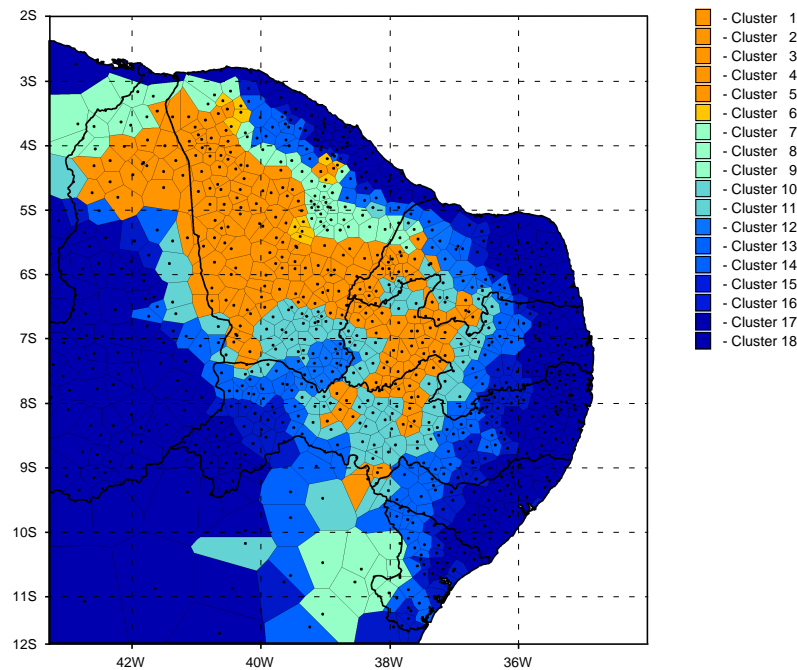 2S
3S
4S
5S
6S
7S
8S
9S
10S
11S
12S
42W 40W 38W 36W
- Cluster 1
- Cluster 2
- Cluster 3
- Cluster 4
- Cluster 5
- Cluster 6
- Cluster 7
- Cluster 8
- Cluster 9
- Cluster 10
- Cluster 11
- Cluster 12
- Cluster 13
- Cluster 14
- Cluster 15
- Cluster 16
- Cluster 17
- Cluster 18